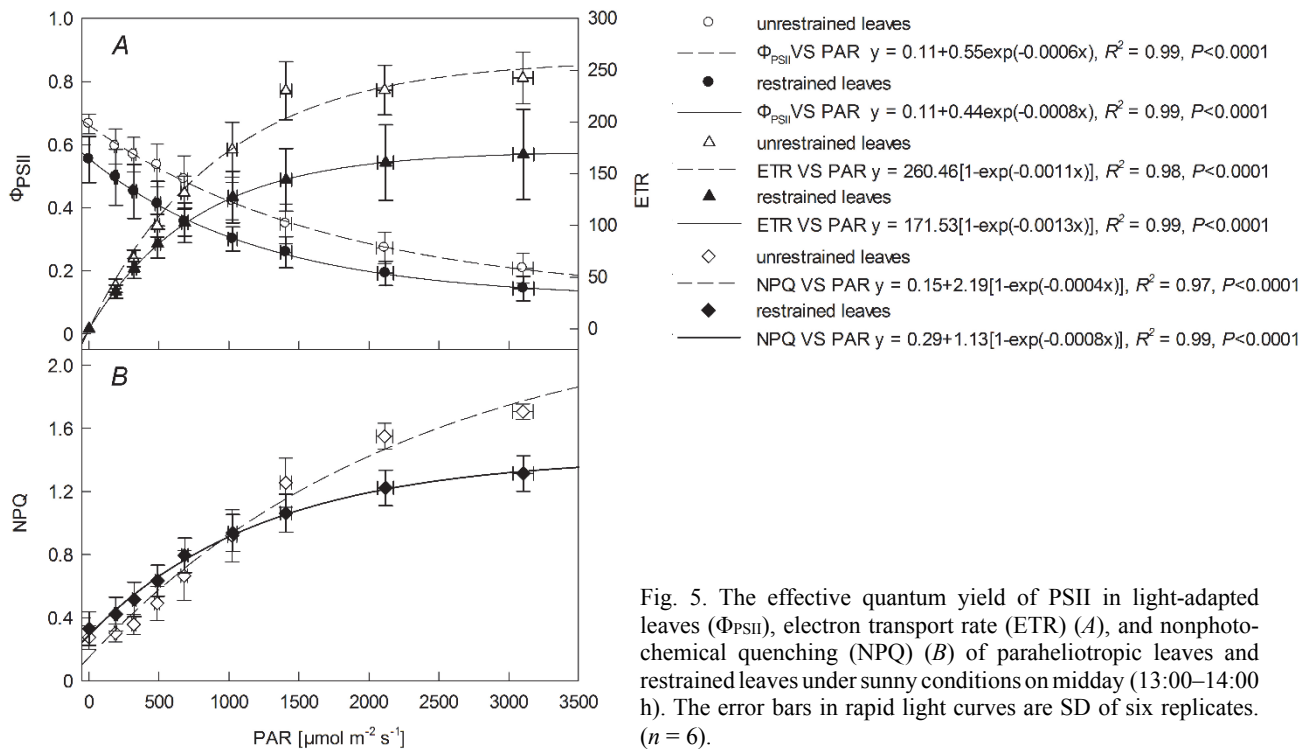 A
1.0
0.8
0.6
0.4
0.2
0
ΦPSII
300
250
200
150
100
50
0
ETR
B
2.0
1.6
1.2
0.8
0.4
0
NPQ
0 500 1000 1500 2000 2500 3000 3500
PAR [µmol m⁻² s⁻¹]
unrestrained leaves
ΦPSII VS PAR y = 0.11+0.55exp(-0.0006x), R² = 0.99, P<0.0001
restrained leaves
ΦPSII VS PAR y = 0.11+0.44exp(-0.0008x), R² = 0.99, P<0.0001
unrestrained leaves
ETR VS PAR y = 260.46[1-exp(-0.0011x)], R² = 0.98, P<0.0001
restrained leaves
ETR VS PAR y = 171.53[1-exp(-0.0013x)], R² = 0.99, P<0.0001
unrestrained leaves
NPQ VS PAR y = 0.15+2.19[1-exp(-0.0004x)], R² = 0.97, P<0.0001
restrained leaves
NPQ VS PAR y = 0.29+1.13[1-exp(-0.0008x)], R² = 0.99, P<0.0001
Fig. 5. The effective quantum yield of PSII in light-adapted
leaves (ΦPSII), electron transport rate (ETR) (A), and nonphoto-
chemical quenching (NPQ) (B) of paraheliotropic leaves and
restrained leaves under sunny conditions on midday (13:00–14:00
h). The error bars in rapid light curves are SD of six replicates.
(n = 6).